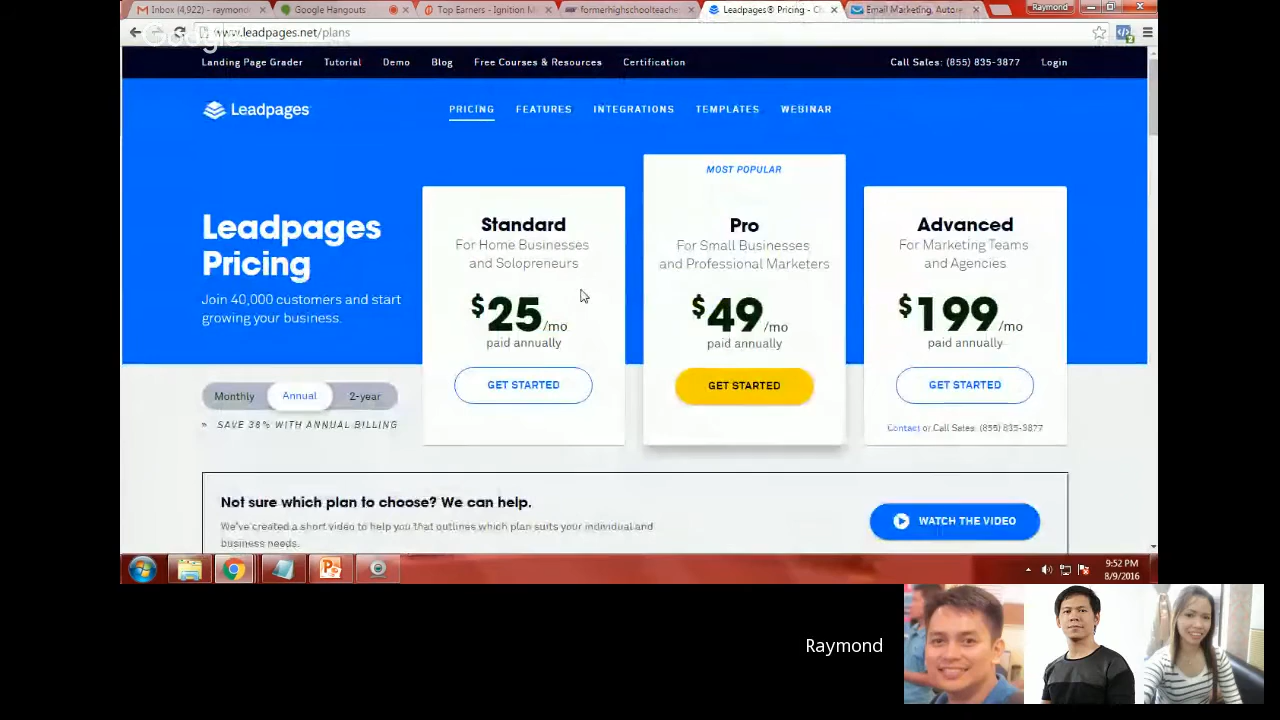 Inbox (4,922) - raymond
Google Hangouts
Top Earners - Ignition M
formerhighschoolteache
Leadpages® Pricing - C
Email Marketing, Autore
Raymond
Google
www.leadpages.net/plans
Landing Page Grader
Tutorial
Demo
Blog
Free Courses & Resources
Certification
Call Sales: (855) 835-3877
Login
Leadpages
PRICING
FEATURES
INTEGRATIONS
TEMPLATES
WEBINAR
Leadpages
Pricing
Join 40,000 customers and start
growing your business.
Monthly
Annual
2-year
» SAVE 38% WITH ANNUAL BILLING
Standard
For Home Businesses
and Solopreneurs
$25/mo
paid annually
GET STARTED
MOST POPULAR
Pro
For Small Businesses
and Professional Marketers
$49/mo
paid annually
GET STARTED
Advanced
For Marketing Teams
and Agencies
$199/mo
paid annually
GET STARTED
Contact or Call Sales: (855) 835-3877
Not sure which plan to choose? We can help.
We've created a short video to help you that outlines which plan suits your individual and
business needs.
WATCH THE VIDEO
9:52 PM
8/9/2016
Raymond